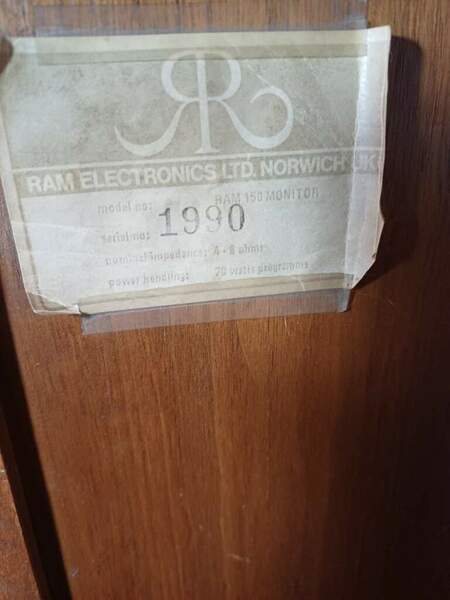 RAM ELECTRONICS LTD. NORWICH UK
model no: RAM 150 MONITOR
serial no: 1990
nominal impedance: 4 - 8 ohms
power handling: 70 watts programme